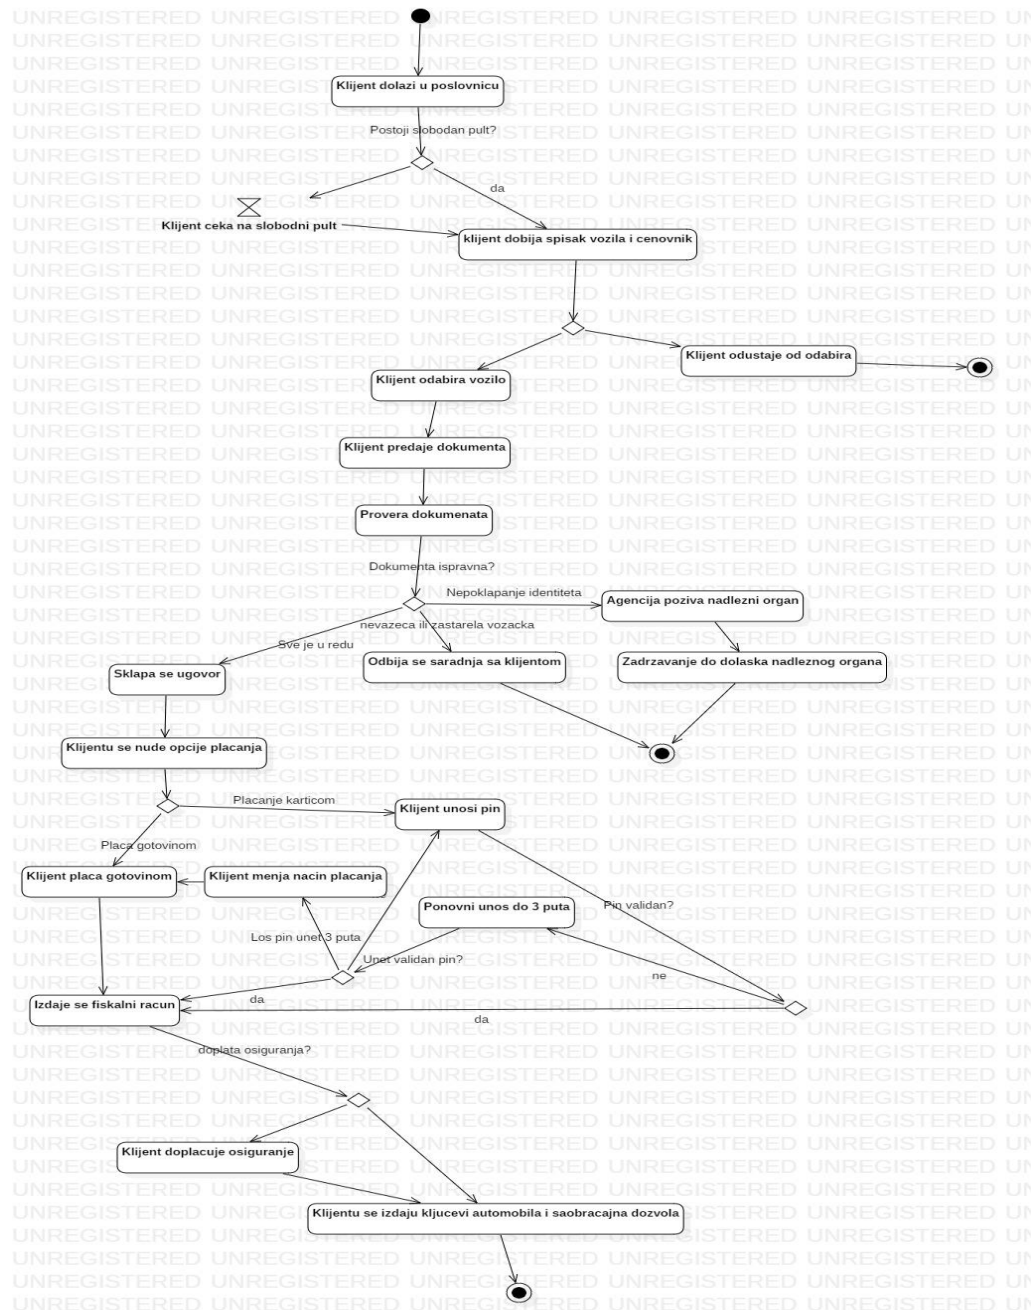 Klijent dolazi u poslovnicu
Postoji slobodan pult?
da
Klijent ceka na slobodni pult
klijent dobija spisak vozila i cenovnik
Klijent odustaje od odabira
Klijent odabira vozilo
Klijent predaje dokumenta
Provera dokumenata
Dokumenta ispravna?
Nepoklapanje identiteta
Agencija poziva nadlezni organ
nevazeca ili zastarela vozacka
Sve je u redu
Odbija se saradnja sa klijentom
Zadrzavanje do dolaska nadleznog organa
Sklapa se ugovor
Klijentu se nude opcije placanja
Placanje karticom
Klijent unosi pin
Placa gotovinom
Klijent placa gotovinom
Klijent menja nacin placanja
Ponovni unos do 3 puta
Pin validan?
Los pin unet 3 puta
Unet validan pin?
ne
da
Izdaje se fiskalni racun
da
doplata osiguranja?
Klijent doplacuje osiguranje
Klijentu se izdaju kljucevi automobila i saobracajna dozvola
UNREGISTERED